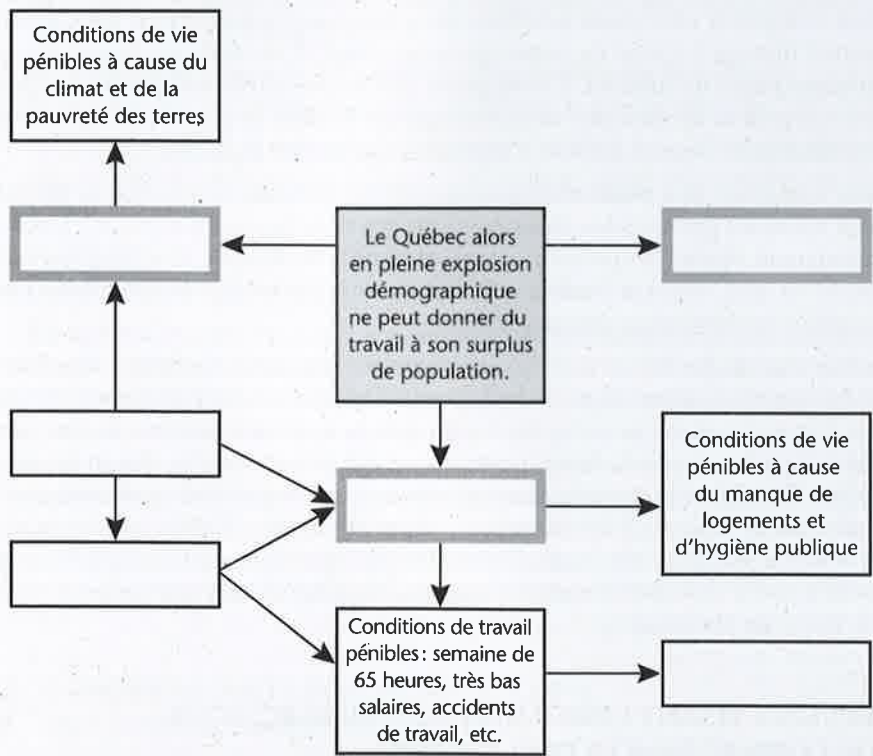 Conditions de vie
pénibles à cause du
climat et de la
pauvreté des terres
Le Québec alors
en pleine explosion
démographique
ne peut donner du
travail à son surplus
de population.
Conditions de vie
pénibles à cause
du manque de
logements et
d'hygiène publique
Conditions de travail
pénibles : semaine de
65 heures, très bas
salaires, accidents
de travail, etc.